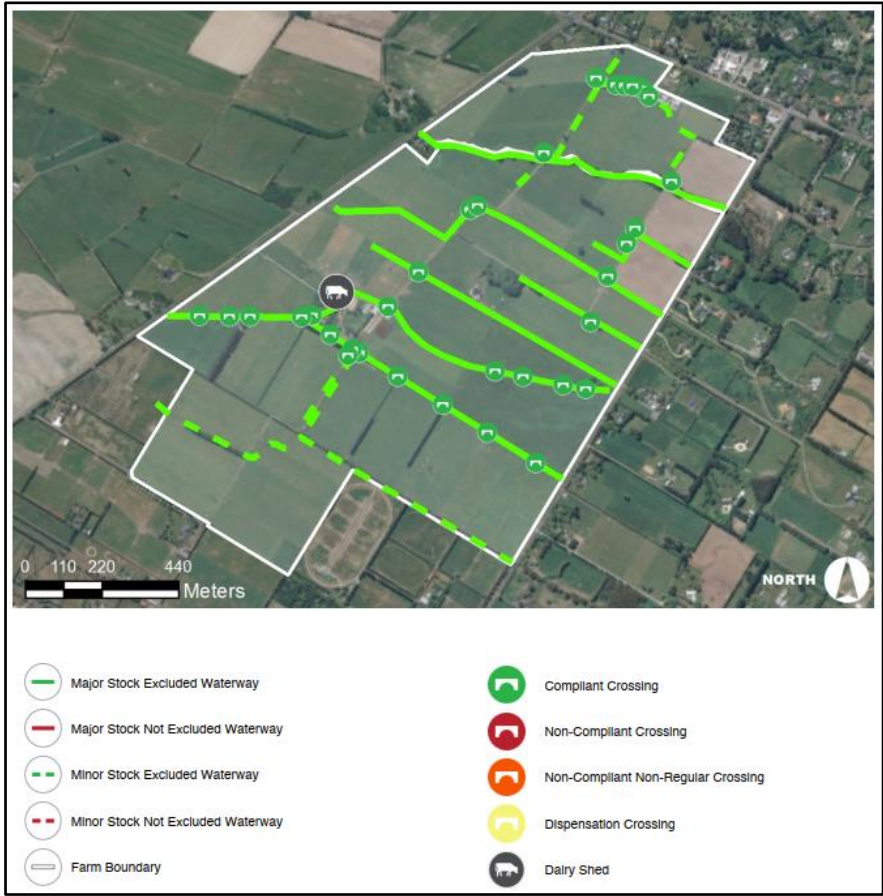 0 110 220 440
Meters
NORTH
Major Stock Excluded Waterway
Major Stock Not Excluded Waterway
Minor Stock Excluded Waterway
Minor Stock Not Excluded Waterway
Farm Boundary
Compliant Crossing
Non-Compliant Crossing
Non-Compliant Non-Regular Crossing
Dispensation Crossing
Dairy Shed